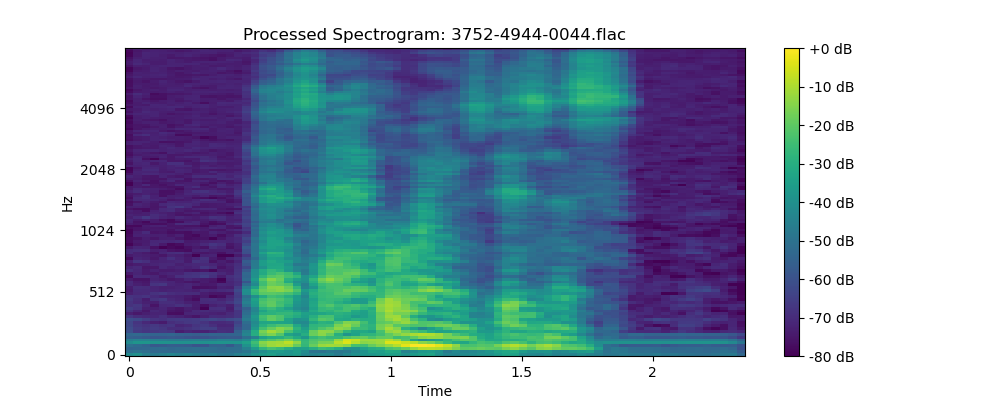 Processed Spectrogram: 3752-4944-0044.flac
Hz
4096
2048
1024
512
0
0 0.5 1 1.5 2
Time
+0 dB
-10 dB
-20 dB
-30 dB
-40 dB
-50 dB
-60 dB
-70 dB
-80 dB